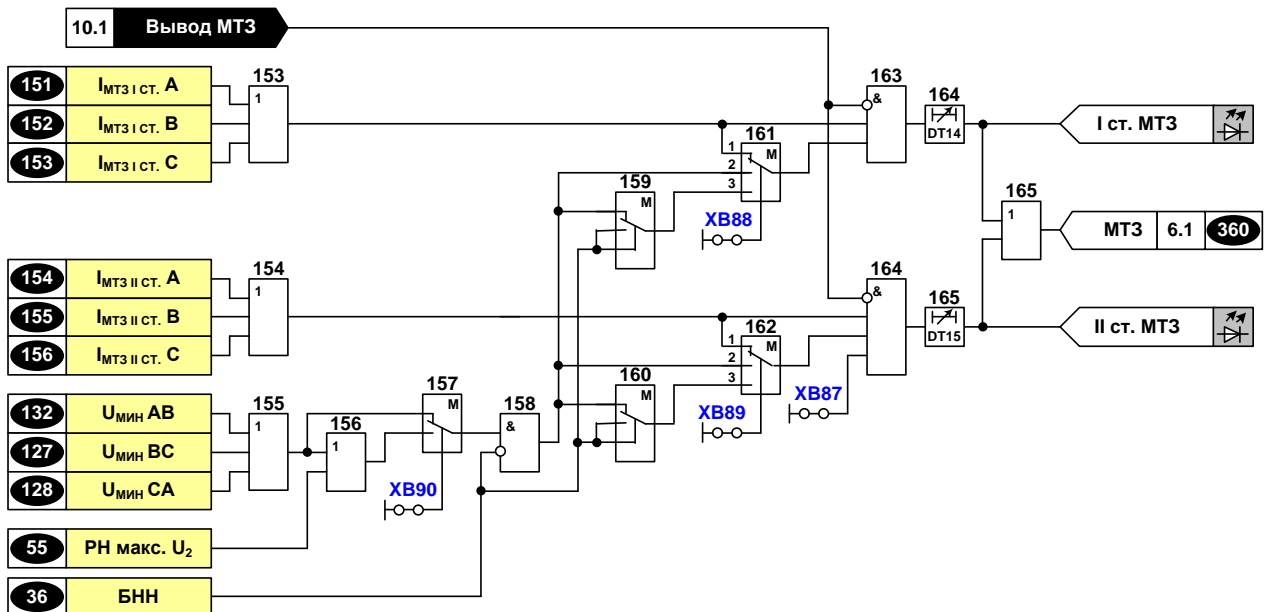 10.1 Вывод МТЗ
151 IМТЗ I СТ. А
152 IМТЗ I СТ. В
153 IМТЗ I СТ. С
153
1
163
&
164
DT14
I ст. МТЗ
161
М
1
2
3
159
М
XB88
165
1
МТЗ 6.1 360
154 IМТЗ II СТ. А
155 IМТЗ II СТ. В
156 IМТЗ II СТ. С
154
1
164
&
165
DT15
II ст. МТЗ
162
М
1
2
3
160
М
XB89
XB87
132 UМИН АВ
127 UМИН ВС
128 UМИН СА
155
1
156
1
157
М
158
&
XB90
55 РН макс. U2
36 БНН